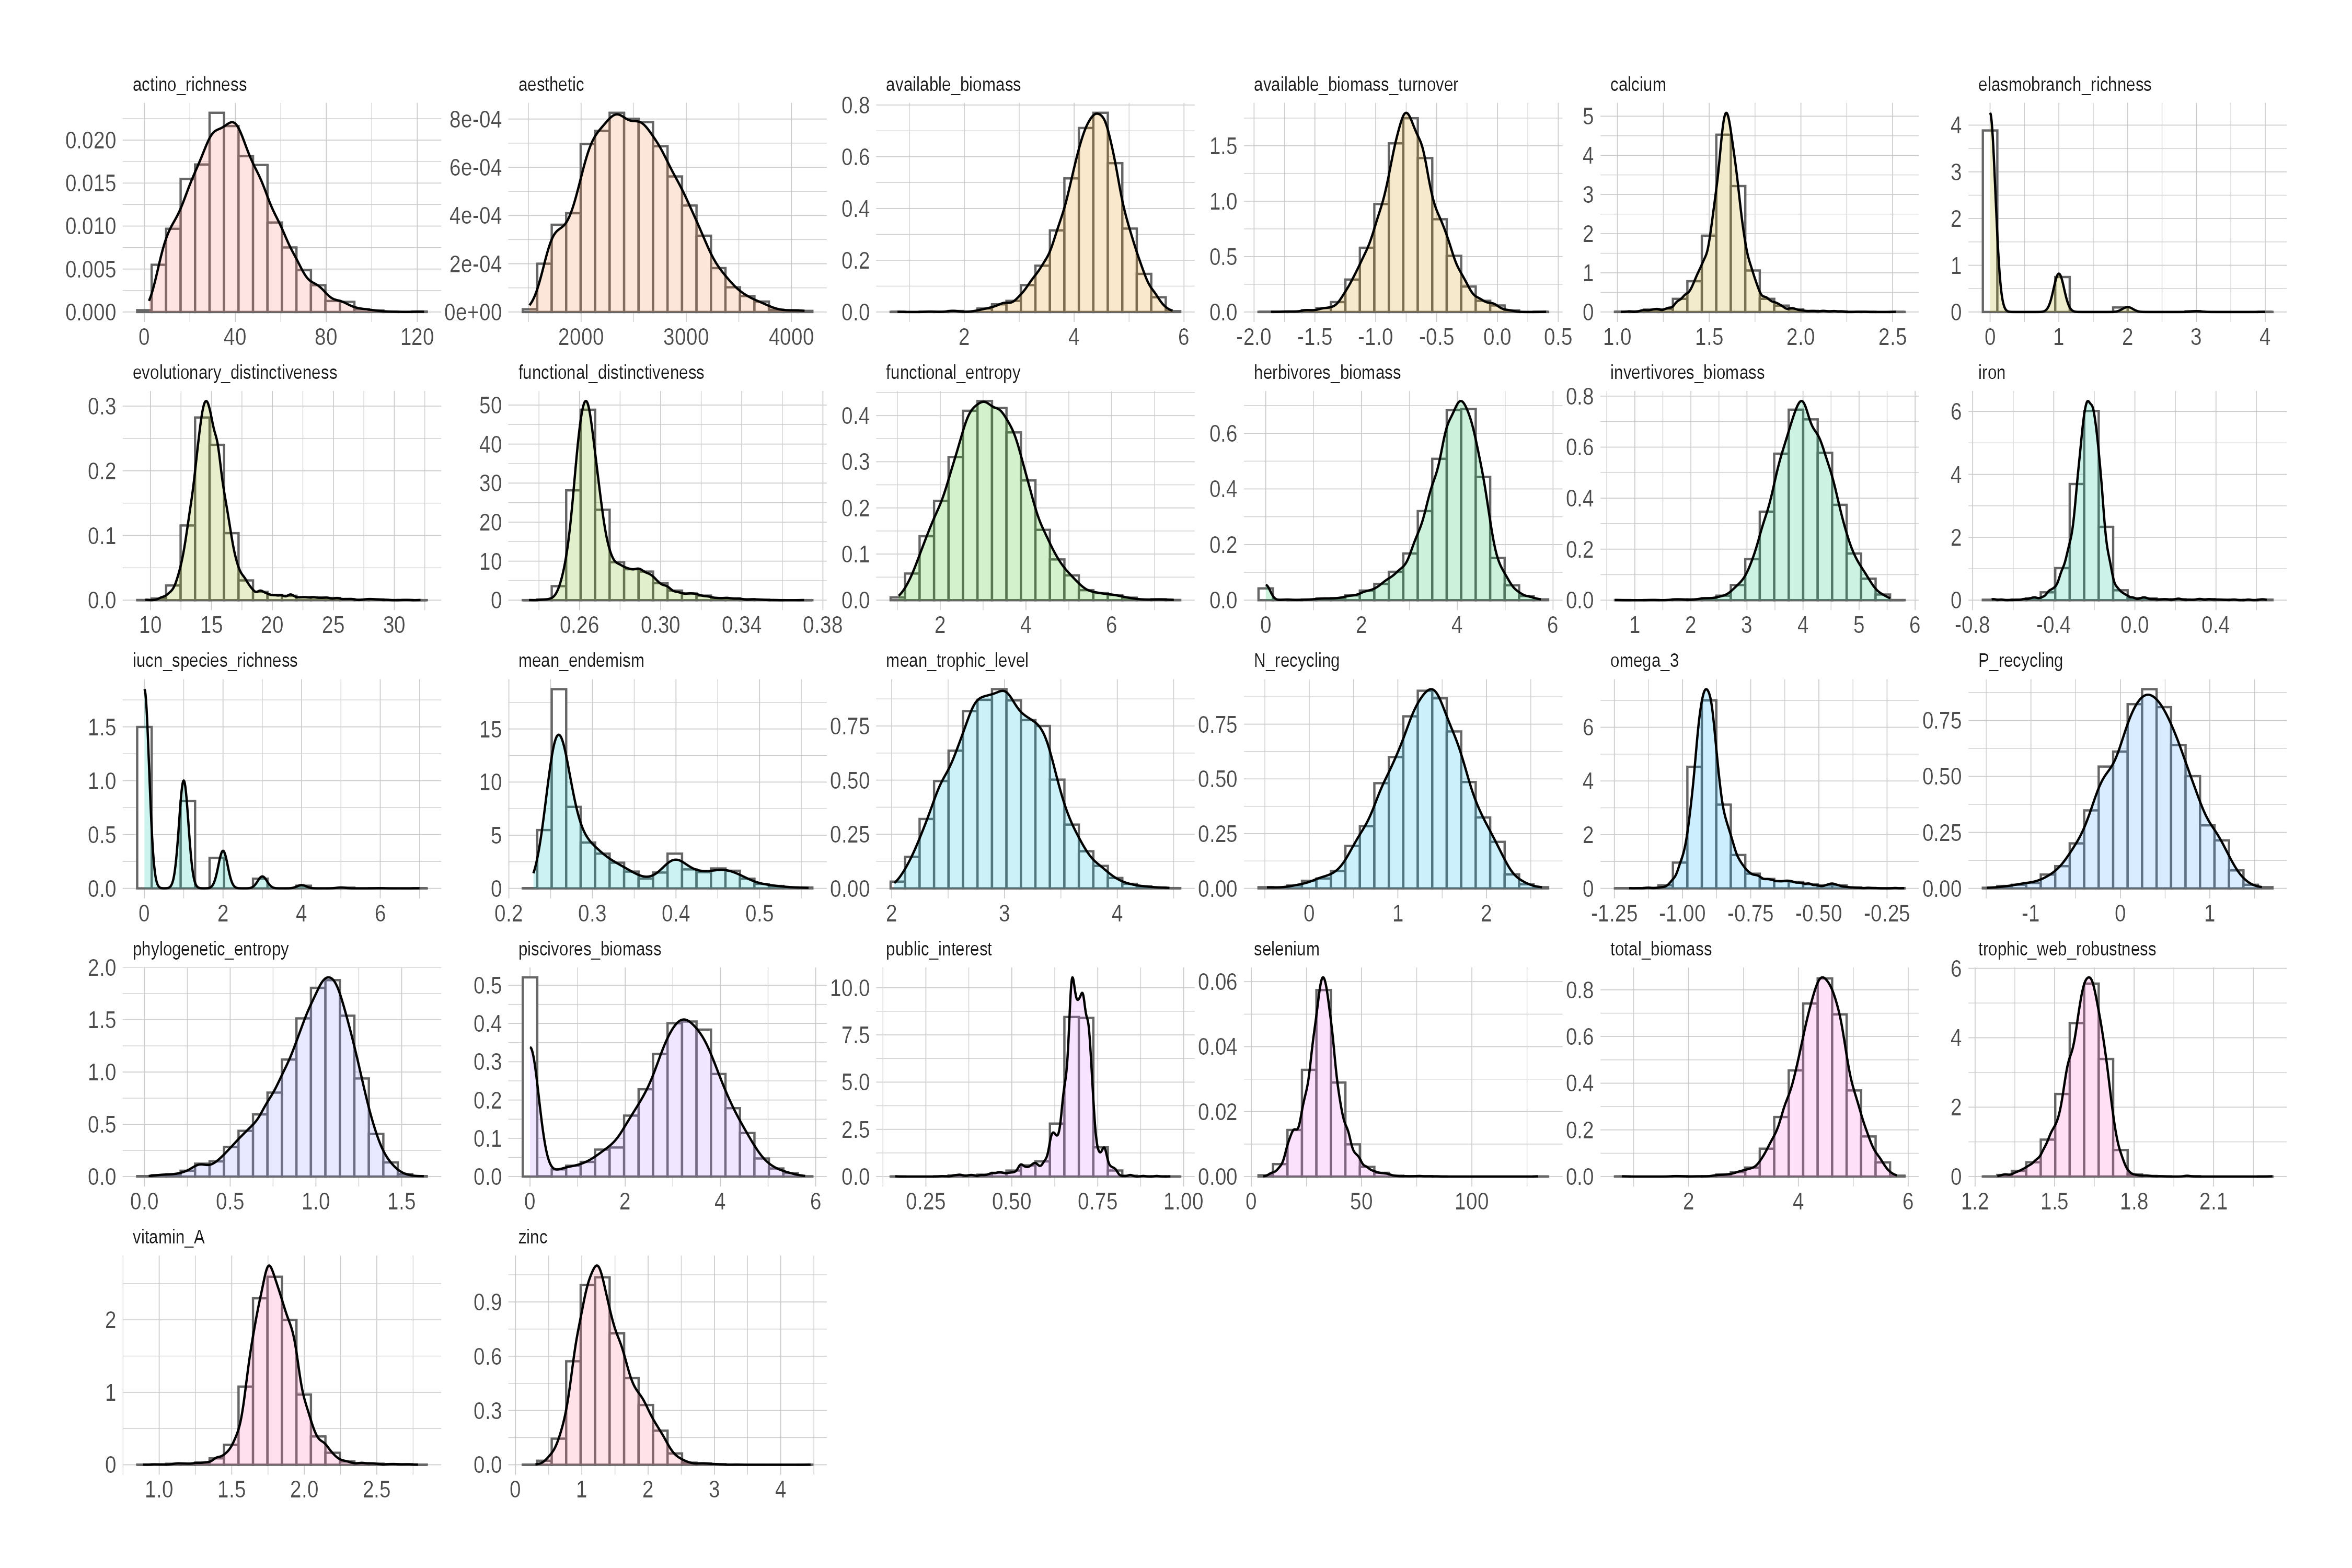 actino_richness
0.020
0.015
0.010
0.005
0.000
0 40 80 120
aesthetic
8e-04
6e-04
4e-04
2e-04
0e+00
2000 3000 4000
available_biomass
0.8
0.6
0.4
0.2
0.0
2 4 6
available_biomass_turnover
1.5
1.0
0.5
0.0
-2.0 -1.5 -1.0 -0.5 0.0 0.5
calcium
5
4
3
2
1
0
1.0 1.5 2.0 2.5
elasmobranch_richness
4
3
2
1
0
0 1 2 3 4
evolutionary_distinctiveness
0.3
0.2
0.1
0.0
10 15 20 25 30
functional_distinctiveness
50
40
30
20
10
0
0.26 0.30 0.34 0.38
functional_entropy
0.4
0.3
0.2
0.1
0.0
2 4 6
herbivores_biomass
0.6
0.4
0.2
0.0
0 2 4 6
invertivores_biomass
0.8
0.6
0.4
0.2
0.0
1 2 3 4 5 6
iron
6
4
2
0
-0.8 -0.4 0.0 0.4
iucn_species_richness
1.5
1.0
0.5
0.0
0 2 4 6
mean_endemism
15
10
5
0
0.2 0.3 0.4 0.5
mean_trophic_level
0.75
0.50
0.25
0.00
2 3 4
N_recycling
0.75
0.50
0.25
0.00
0 1 2
omega_3
6
4
2
0
-1.25 -1.00 -0.75 -0.50 -0.25
P_recycling
0.75
0.50
0.25
0.00
-1 0 1
phylogenetic_entropy
2.0
1.5
1.0
0.5
0.0
0.0 0.5 1.0 1.5
piscivores_biomass
0.5
0.4
0.3
0.2
0.1
0.0
0 2 4 6
public_interest
10.0
7.5
5.0
2.5
0.0
0.25 0.50 0.75 1.00
selenium
0.06
0.04
0.02
0.00
0 50 100
total_biomass
0.8
0.6
0.4
0.2
0.0
2 4 6
trophic_web_robustness
6
4
2
0
1.2 1.5 1.8 2.1
vitamin_A
2
1
0
1.0 1.5 2.0 2.5
zinc
0.9
0.6
0.3
0.0
0 1 2 3 4